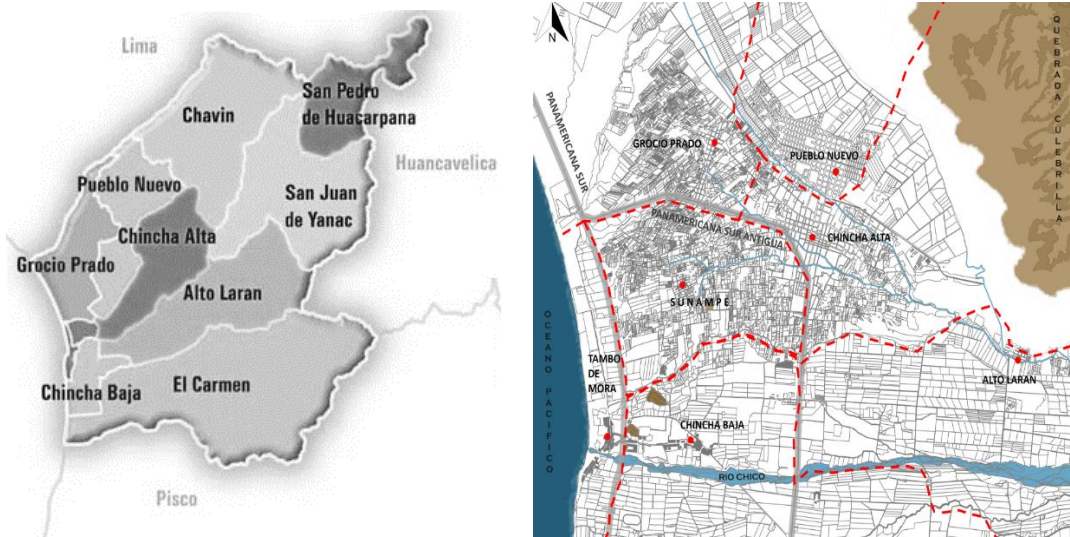 Lima
San Pedro
de Huacarpana
Chavin
Huancavelica
Pueblo Nuevo
San Juan
de Yanac
Chincha Alta
Grocio Prado
Alto Laran
Chincha Baja
El Carmen
Pisco
N
QUEBRADA CULEBRILLA
PANAMERICANA SUR
GROCIO PRADO
PUEBLO NUEVO
PANAMERICANA SUR ANTIGUA
CHINCHA ALTA
SUNAMPE
OCEANO PACIFICO
TAMBO
DE
MORA
ALTO LARAN
CHINCHA BAJA
RIO CHICO